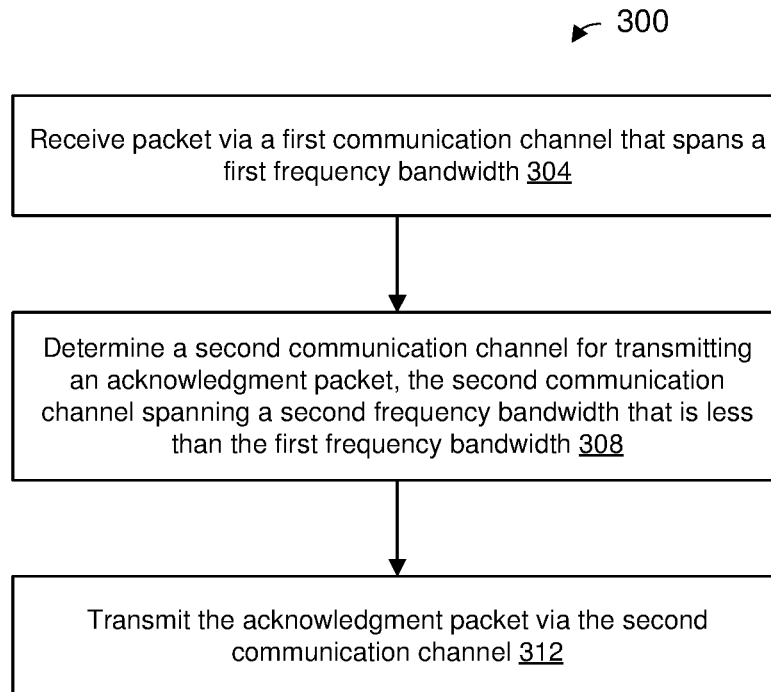 300
Receive packet via a first communication channel that spans a
first frequency bandwidth 304
Determine a second communication channel for transmitting
an acknowledgment packet, the second communication
channel spanning a second frequency bandwidth that is less
than the first frequency bandwidth 308
Transmit the acknowledgment packet via the second
communication channel 312